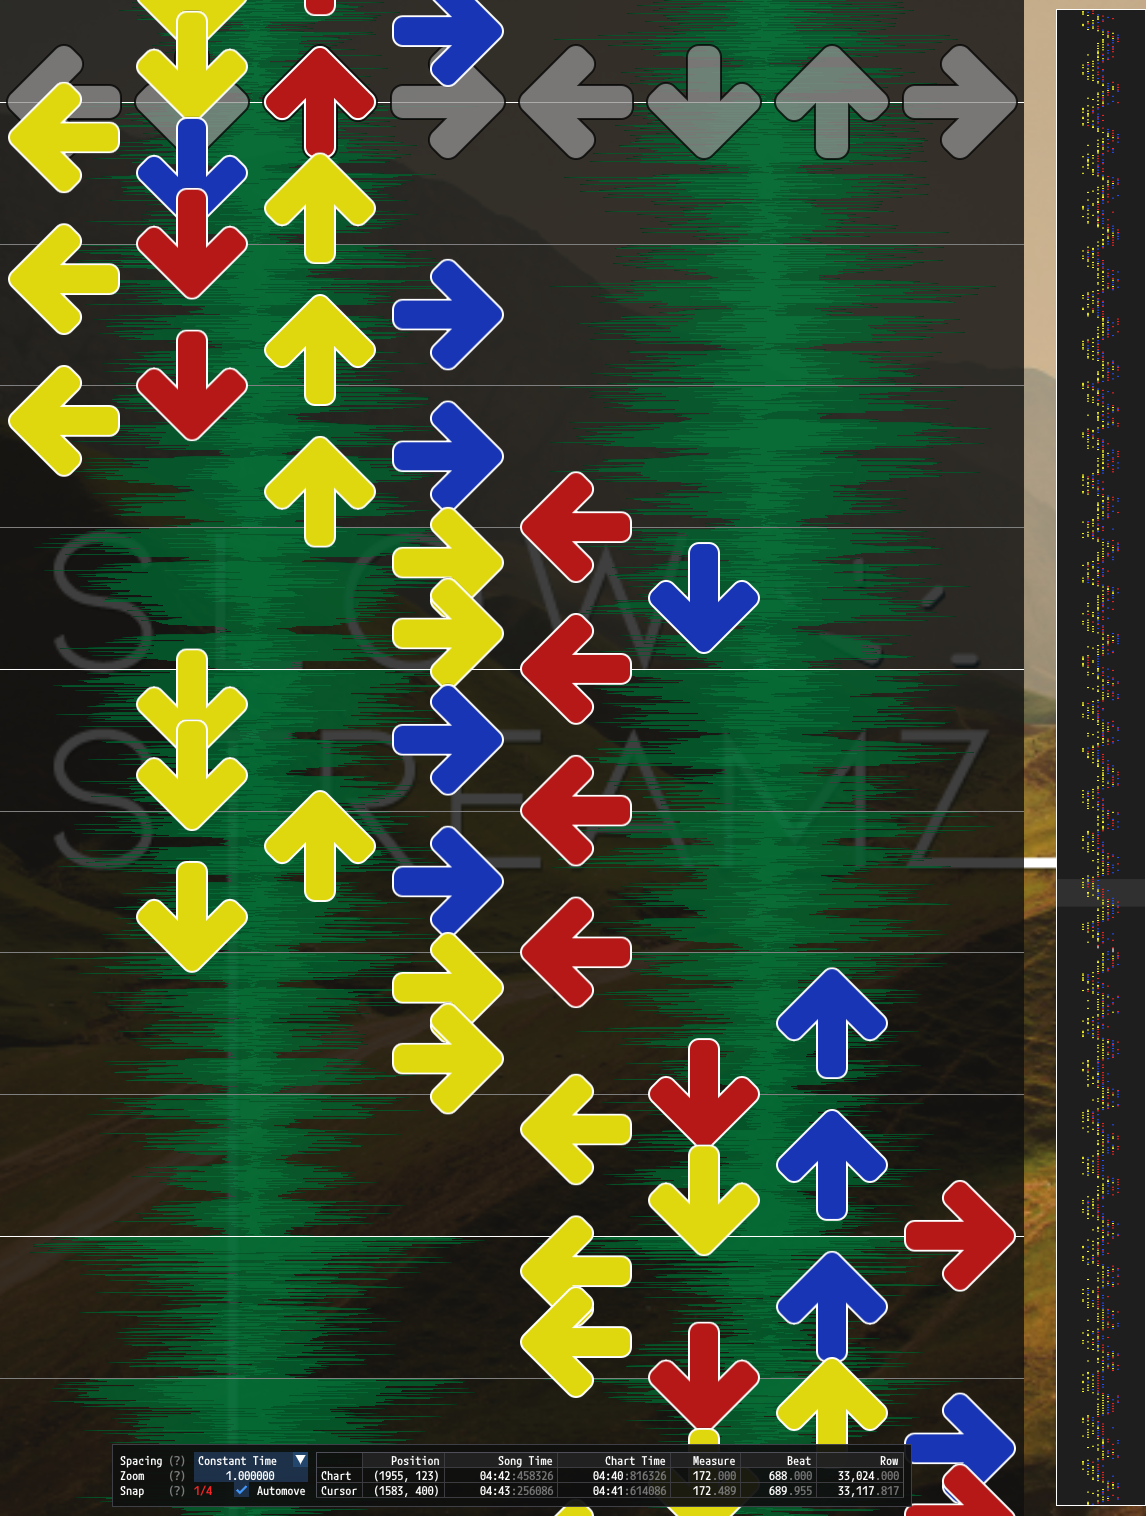 SLOW
STREAMZ
Spacing (?) Constant Time
Zoom (?) 1.000000
Snap (?) 1/4 Automove
Position Song Time Chart Time Measure Beat Row
Chart (1955, 123) 04:42:458326 04:40:816326 172.000 688.000 33,024.000
Cursor (1583, 400) 04:43:256086 04:41:614086 172.489 689.955 33,117.817